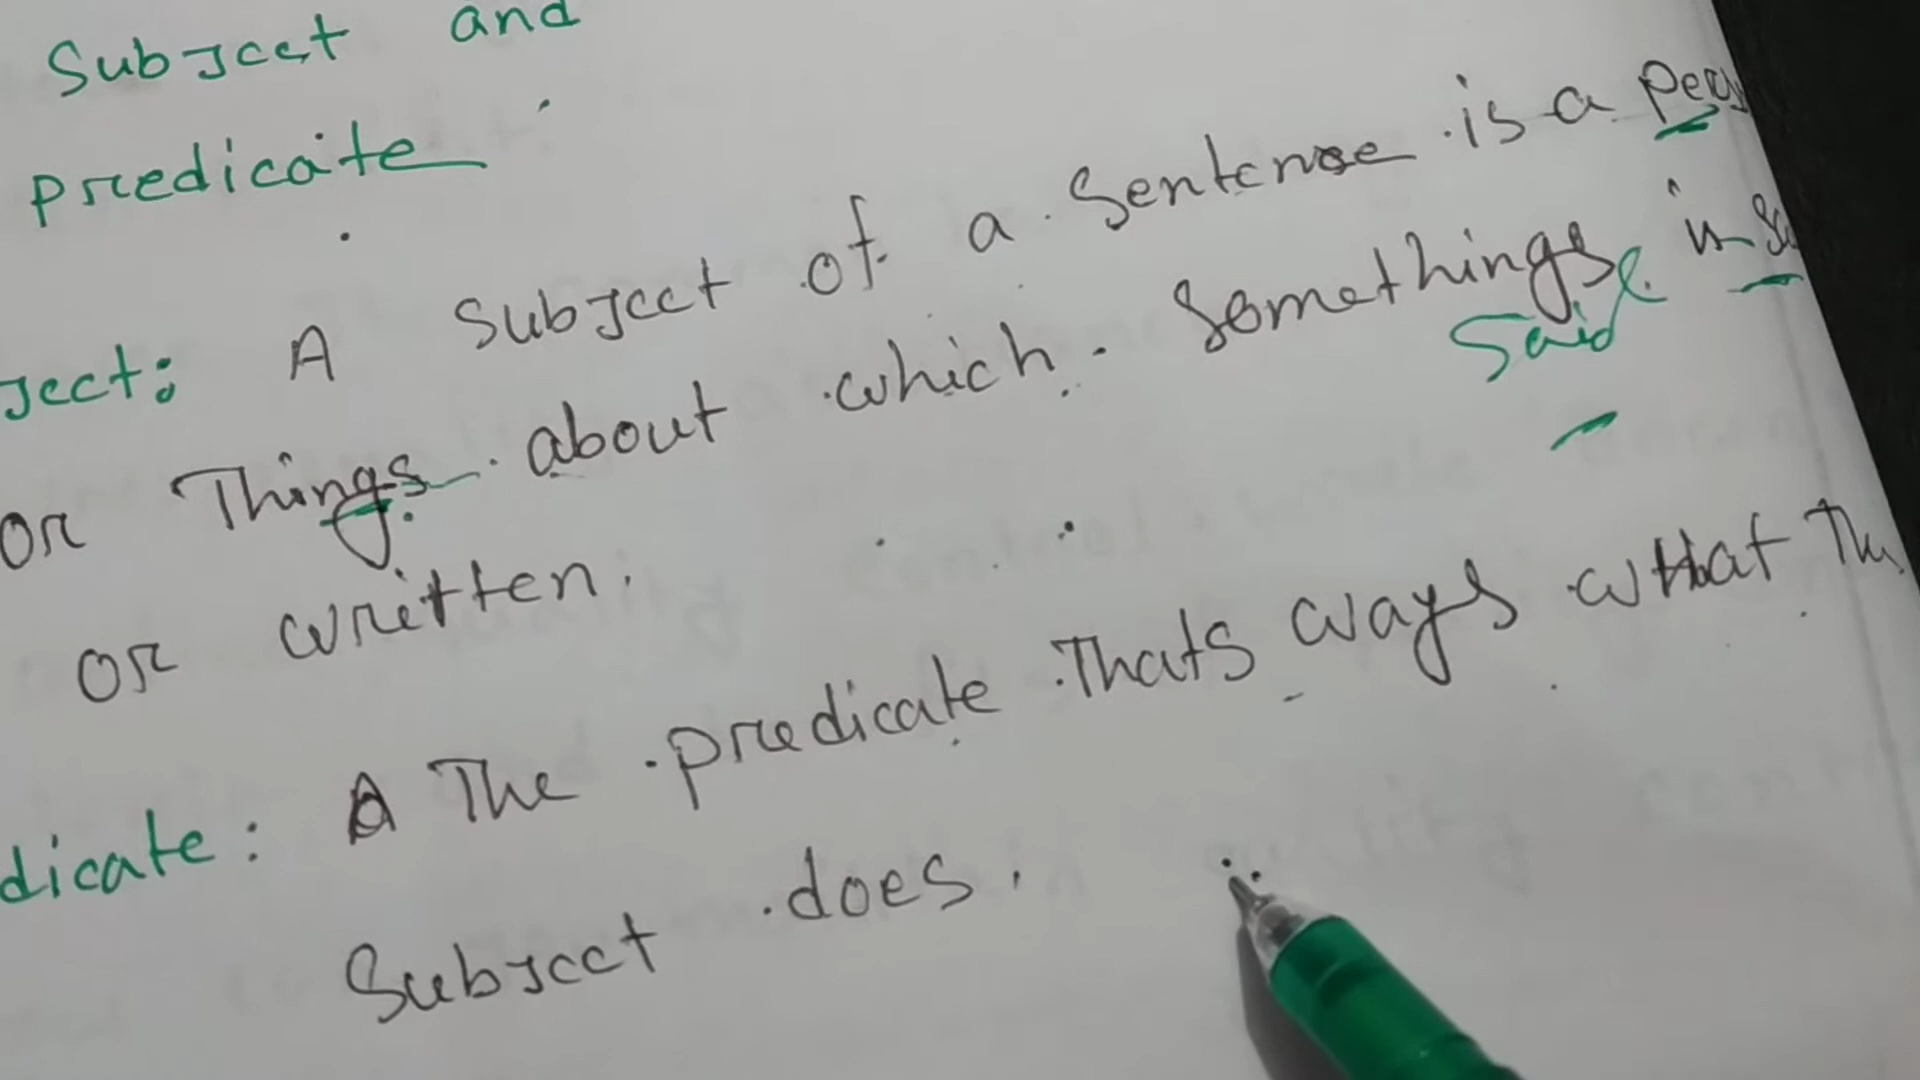 Subject and
predicate
ject: A subject of a sentence is a
or Things about which somethings is
said
or written.
dicate: A The predicate Thats ways what
Subject does.